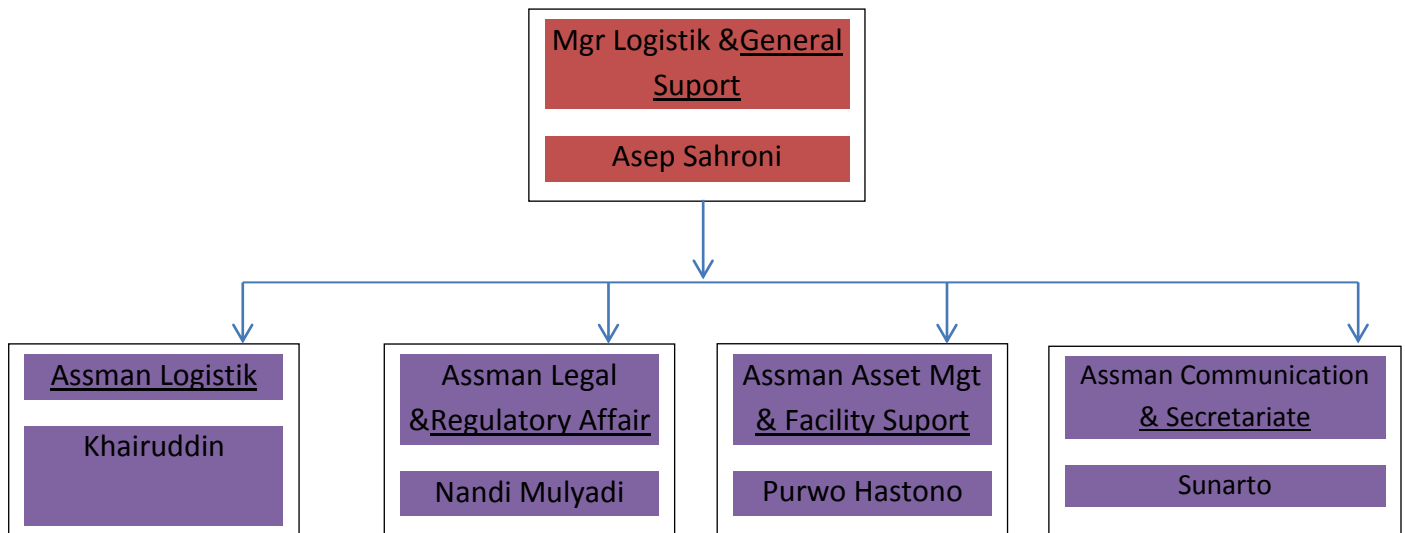 Mgr Logistik &General
Suport
Asep Sahroni
Assman Logistik
Khairuddin
Assman Legal
&Regulatory Affair
Nandi Mulyadi
Assman Asset Mgt
& Facility Suport
Purwo Hastono
Assman Communication
& Secretariate
Sunarto